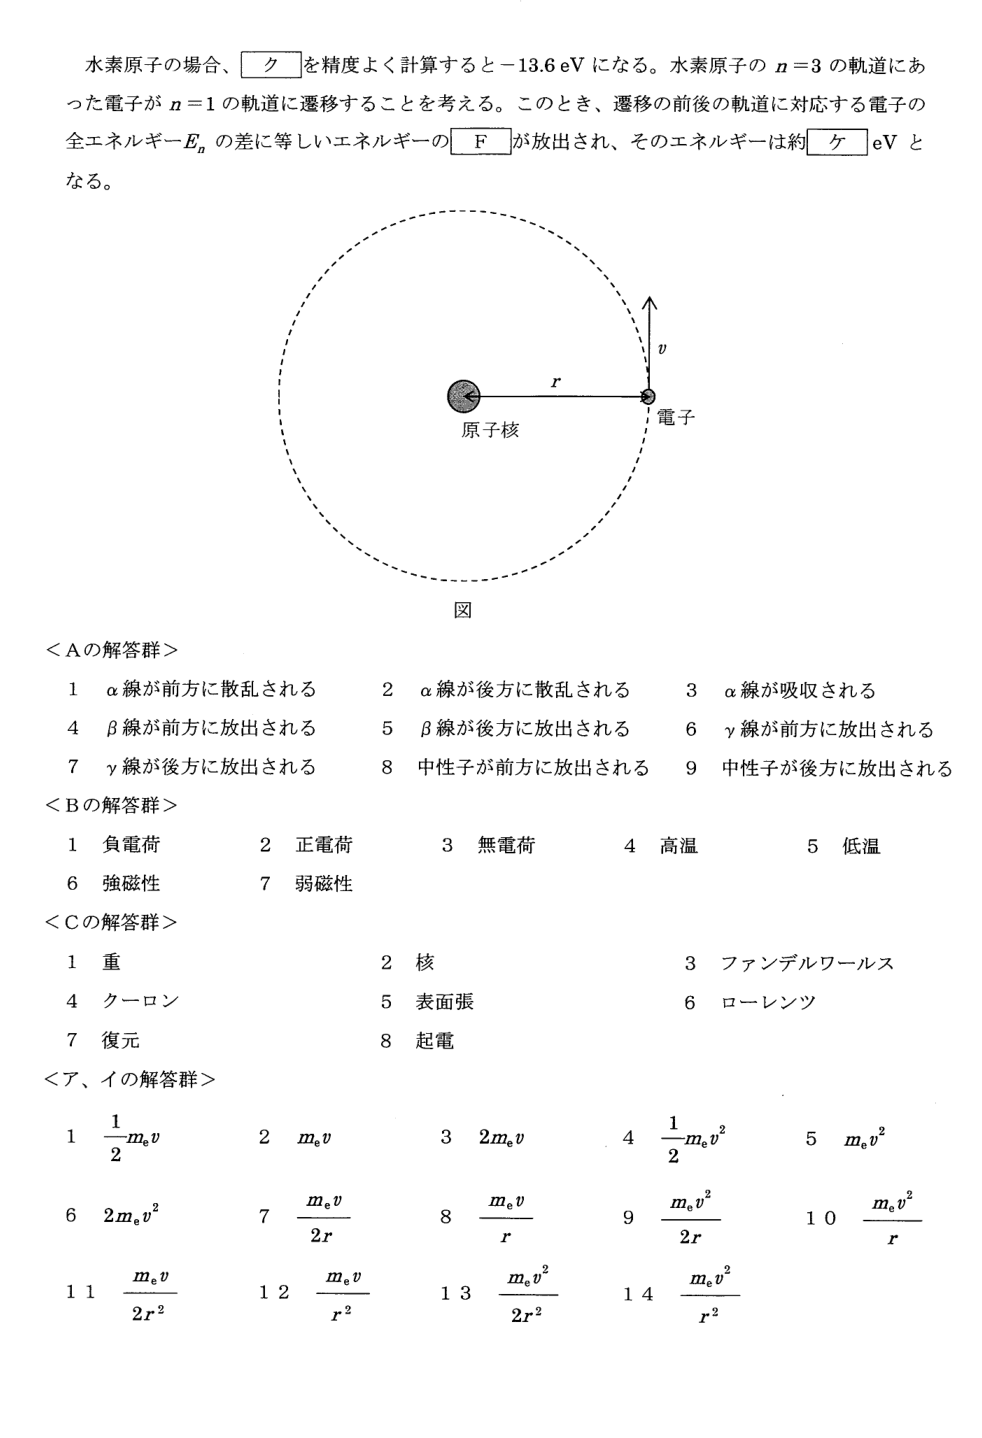 水素原子の場合、 ク を精度よく計算すると－13.6 eV になる。水素原子の n＝3 の軌道にあ
った電子が n＝1 の軌道に遷移することを考える。このとき、遷移の前後の軌道に対応する電子の
全エネルギーEn の差に等しいエネルギーの F が放出され、そのエネルギーは約 ケ eV と
なる。
v
r
電子
原子核
図
＜Aの解答群＞
1 α線が前方に散乱される 2 α線が後方に散乱される 3 α線が吸収される
4 β線が前方に放出される 5 β線が後方に放出される 6 γ線が前方に放出される
7 γ線が後方に放出される 8 中性子が前方に放出される 9 中性子が後方に放出される
＜Bの解答群＞
1 負電荷 2 正電荷 3 無電荷 4 高温 5 低温
6 強磁性 7 弱磁性
＜Cの解答群＞
1 重 2 核 3 ファンデルワールス
4 クーロン 5 表面張 6 ローレンツ
7 復元 8 起電
＜ア、イの解答群＞
1 1/2 mev 2 mev 3 2mev 4 1/2 mev² 5 mev²
6 2mev² 7 mev/2r 8 mev/r 9 mev²/2r 10 mev²/r
11 mev/2r² 12 mev/r² 13 mev²/2r² 14 mev²/r²